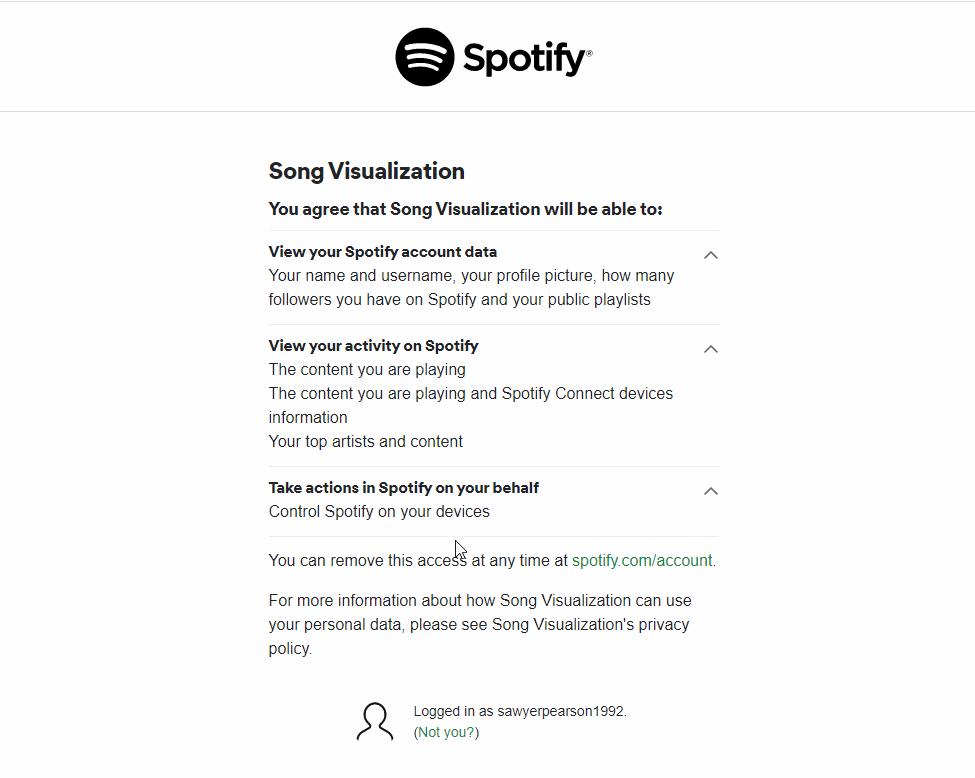 Spotify®
Song Visualization
You agree that Song Visualization will be able to:
View your Spotify account data
Your name and username, your profile picture, how many
followers you have on Spotify and your public playlists
View your activity on Spotify
The content you are playing
The content you are playing and Spotify Connect devices
information
Your top artists and content
Take actions in Spotify on your behalf
Control Spotify on your devices
You can remove this access at any time at spotify.com/account.
For more information about how Song Visualization can use
your personal data, please see Song Visualization's privacy
policy.
Logged in as sawyerpearson1992.
(Not you?)